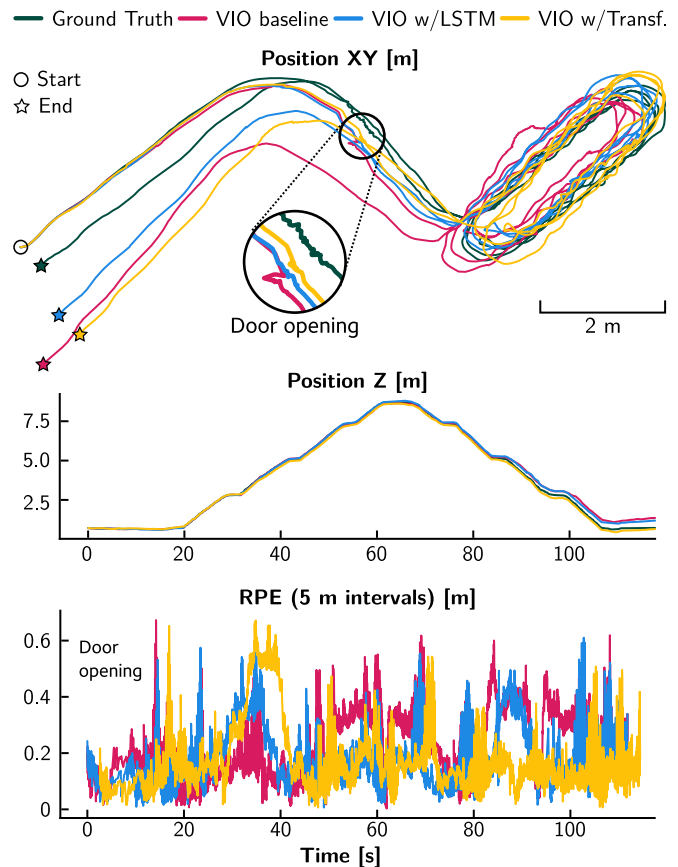 Ground Truth VIO baseline VIO w/LSTM VIO w/Transf.
Position XY [m]
Start
End
Door opening
2 m
Position Z [m]
7.5
5.0
2.5
0 20 40 60 80 100
RPE (5 m intervals) [m]
Door
opening
0.6
0.4
0.2
0
0 20 40 60 80 100
Time [s]